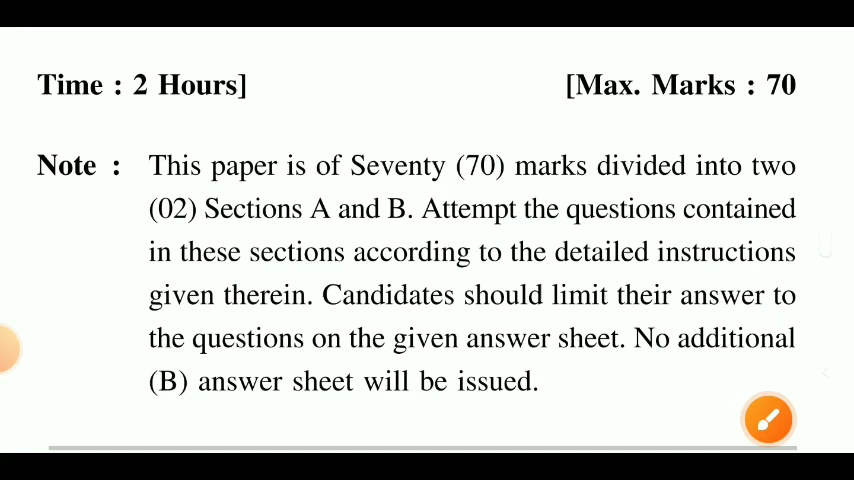 Time : 2 Hours] [Max. Marks : 70
Note : This paper is of Seventy (70) marks divided into two
(02) Sections A and B. Attempt the questions contained
in these sections according to the detailed instructions
given therein. Candidates should limit their answer to
the questions on the given answer sheet. No additional
(B) answer sheet will be issued.